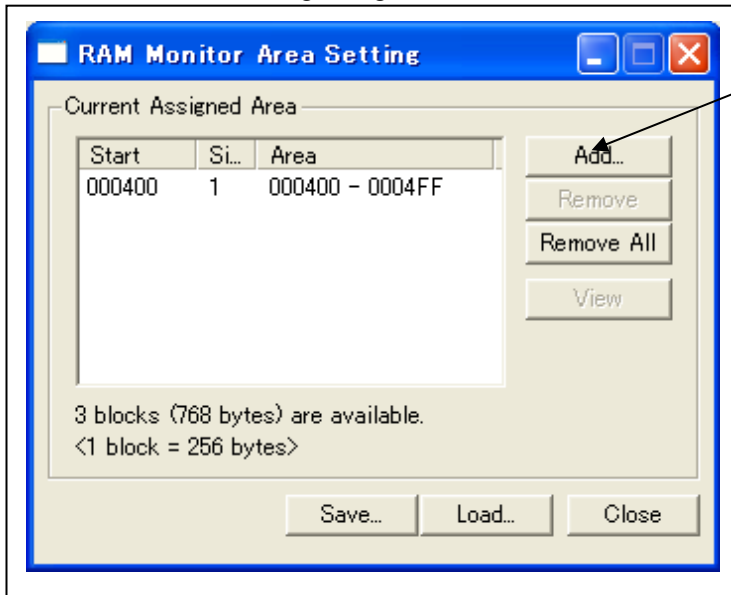 RAM Monitor Area Setting
Current Assigned Area
Start Si... Area
000400 1 000400 - 0004FF
Add...
Remove
Remove All
View
3 blocks (768 bytes) are available.
<1 block = 256 bytes>
Save... Load... Close